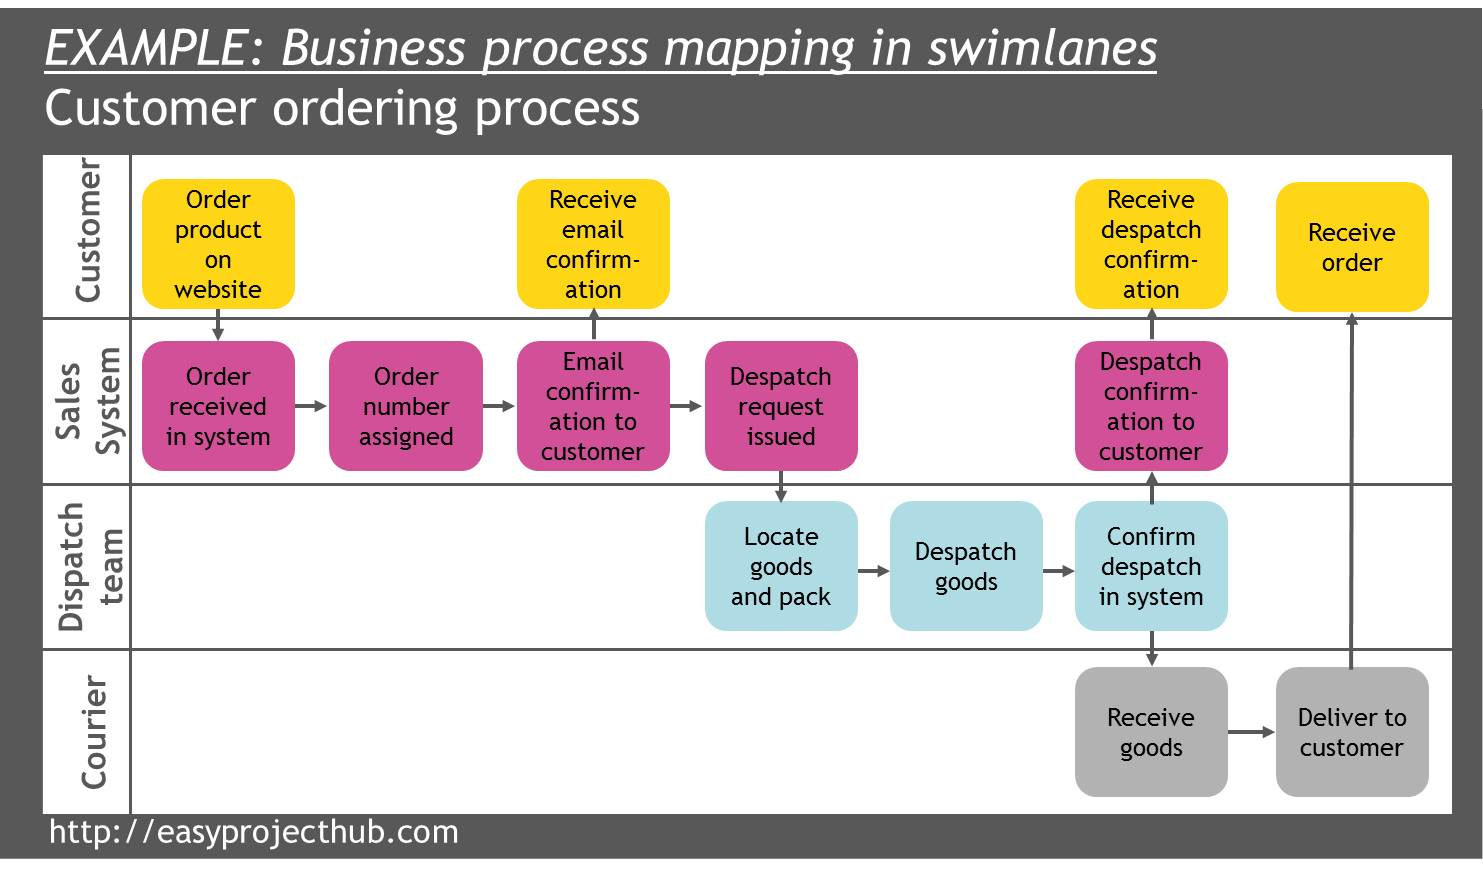 EXAMPLE: Business process mapping in swimlanes
Customer ordering process
Customer
Order
product
on
website
Receive
email
confirm-
ation
Receive
despatch
confirm-
ation
Receive
order
Sales
System
Order
received
in system
Order
number
assigned
Email
confirm-
ation to
customer
Despatch
request
issued
Despatch
confirm-
ation to
customer
Dispatch
team
Locate
goods
and pack
Despatch
goods
Confirm
despatch
in system
Courier
Receive
goods
Deliver to
customer
http://easyprojecthub.com